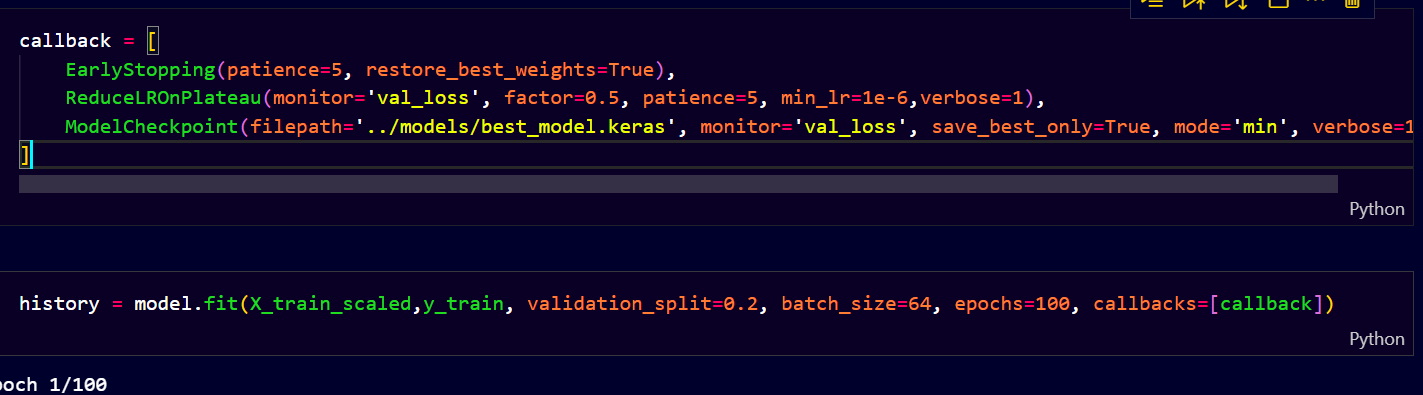 callback = [
    EarlyStopping(patience=5, restore_best_weights=True),
    ReduceLROnPlateau(monitor='val_loss', factor=0.5, patience=5, min_lr=1e-6,verbose=1),
    ModelCheckpoint(filepath='../models/best_model.keras', monitor='val_loss', save_best_only=True, mode='min', verbose=1
]
Python
history = model.fit(X_train_scaled,y_train, validation_split=0.2, batch_size=64, epochs=100, callbacks=[callback])
Python
och 1/100